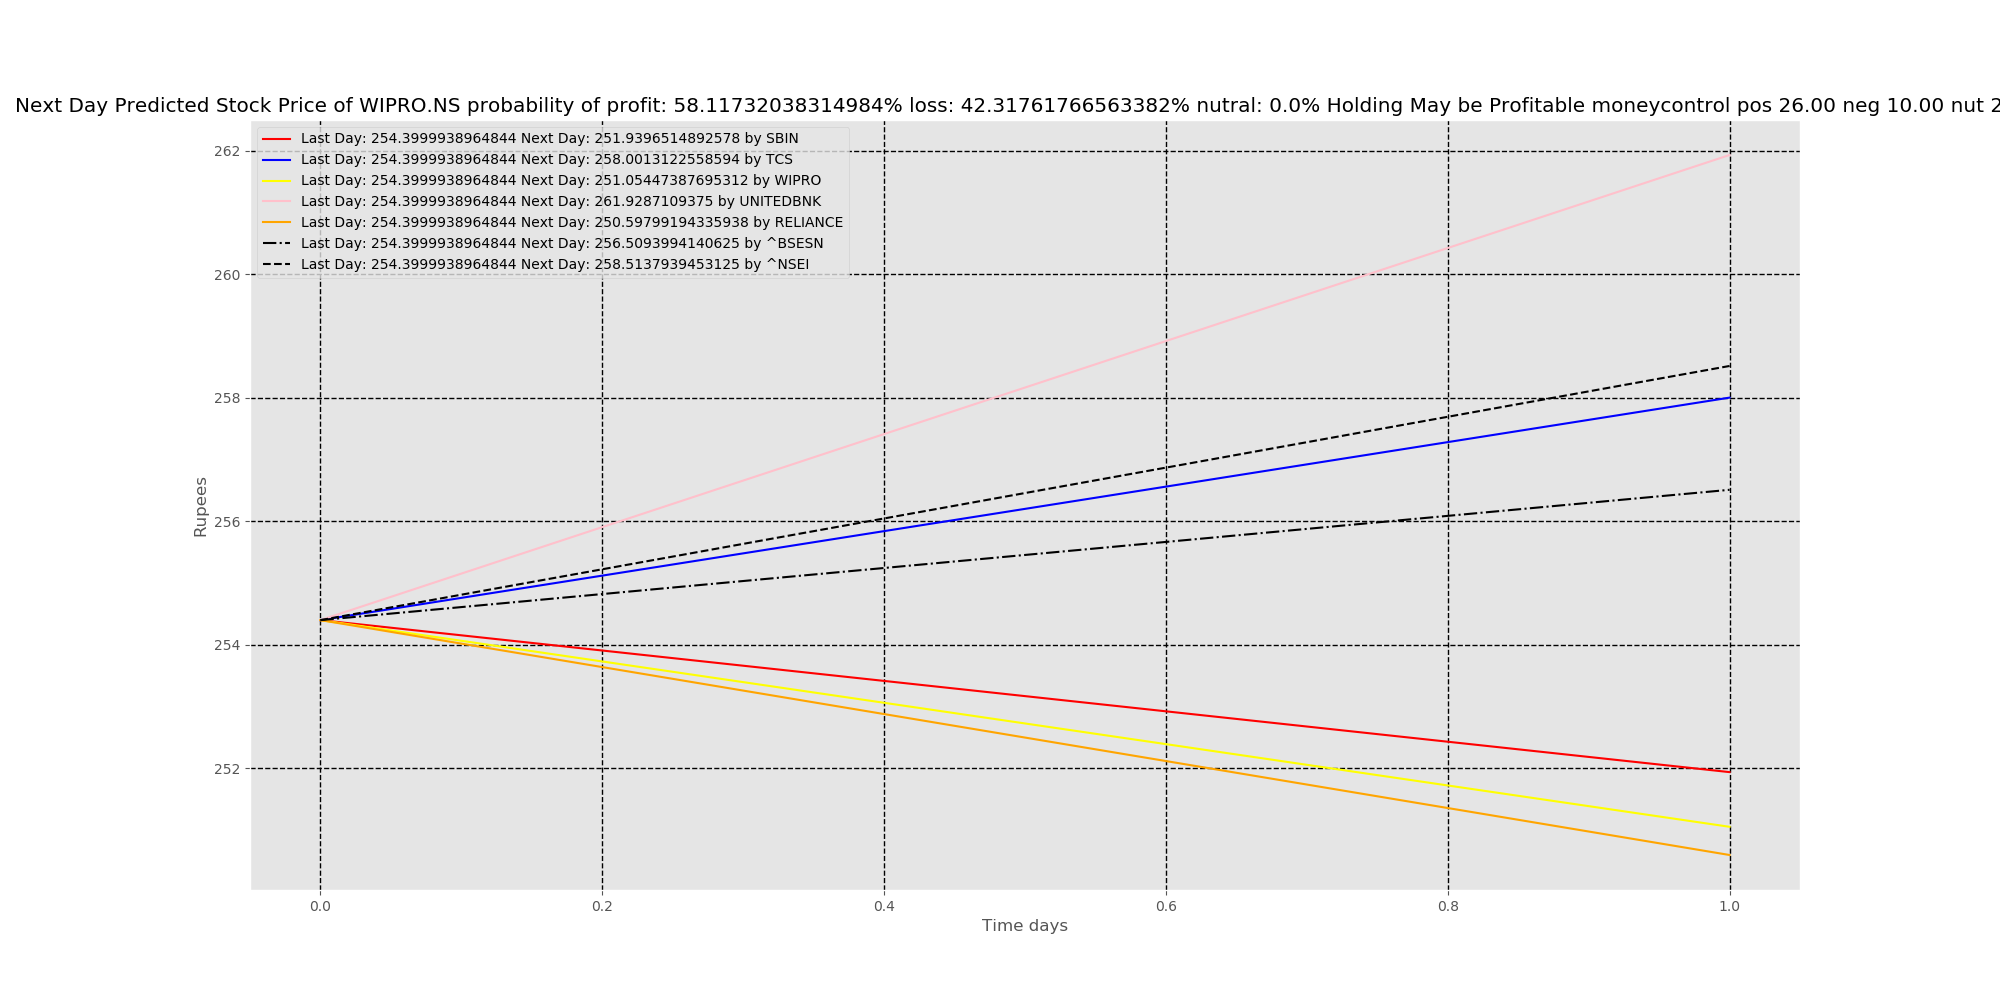 Next Day Predicted Stock Price of WIPRO.NS probability of profit: 58.11732038314984% loss: 42.31761766563382% nutral: 0.0% Holding May be Profitable moneycontrol pos 26.00 neg 10.00 nut 2
Last Day: 254.3999938964844 Next Day: 251.9396514892578 by SBIN
Last Day: 254.3999938964844 Next Day: 258.0013122558594 by TCS
Last Day: 254.3999938964844 Next Day: 251.05447387695312 by WIPRO
Last Day: 254.3999938964844 Next Day: 261.9287109375 by UNITEDBNK
Last Day: 254.3999938964844 Next Day: 250.59799194335938 by RELIANCE
Last Day: 254.3999938964844 Next Day: 256.5093994140625 by ^BSESN
Last Day: 254.3999938964844 Next Day: 258.5137939453125 by ^NSEI
262
260
258
256
254
252
Rupees
0.0 0.2 0.4 0.6 0.8 1.0
Time days